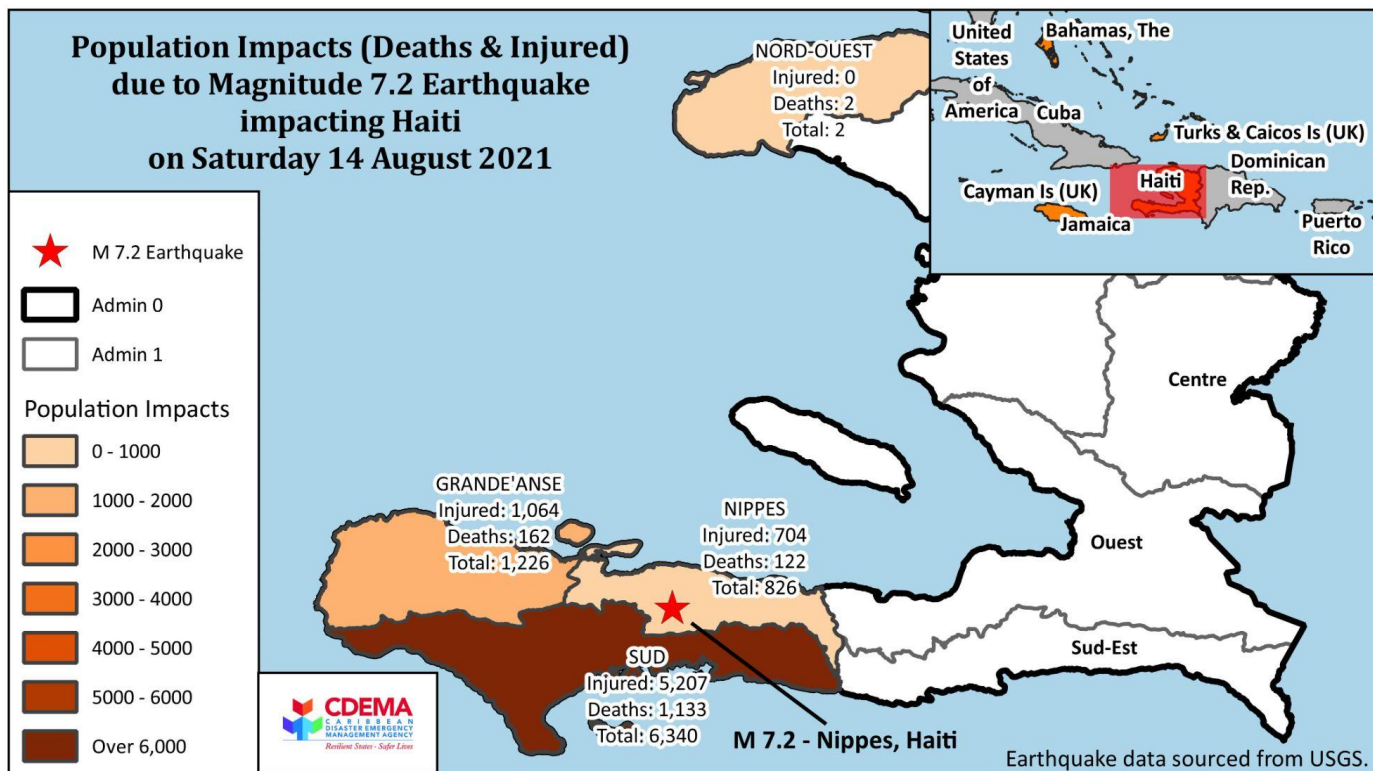 Population Impacts (Deaths & Injured)
due to Magnitude 7.2 Earthquake
impacting Haiti
on Saturday 14 August 2021
NORD-OUEST
Injured: 0
Deaths: 2
Total: 2
United
States
of
America
Bahamas, The
Cuba
Turks & Caicos Is (UK)
Dominican
Rep.
Haiti
Cayman Is (UK)
Jamaica
Puerto
Rico
M 7.2 Earthquake
Admin 0
Admin 1
Population Impacts
0 - 1000
1000 - 2000
2000 - 3000
3000 - 4000
4000 - 5000
5000 - 6000
Over 6,000
Centre
GRANDE'ANSE
Injured: 1,064
Deaths: 162
Total: 1,226
NIPPES
Injured: 704
Deaths: 122
Total: 826
Ouest
Sud-Est
SUD
Injured: 5,207
Deaths: 1,133
Total: 6,340
M 7.2 - Nippes, Haiti
CDEMA
CARIBBEAN
DISASTER EMERGENCY
MANAGEMENT AGENCY
Resilient States - Safer Lives
Earthquake data sourced from USGS.